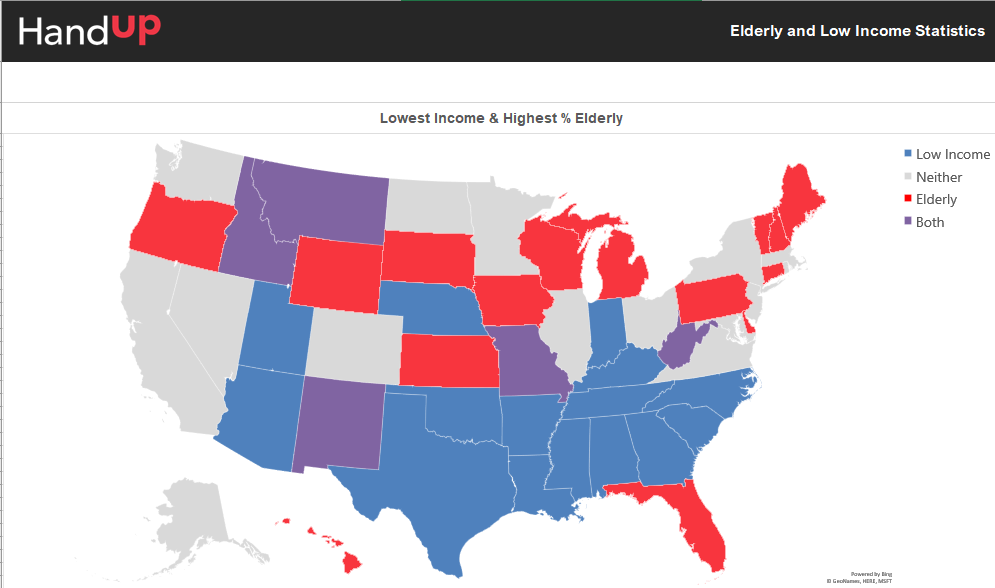 HandUP
Elderly and Low Income Statistics
Lowest Income & Highest % Elderly
Low Income
Neither
Elderly
Both
Powered by Bing
© GeoNames, HERE, MSFT